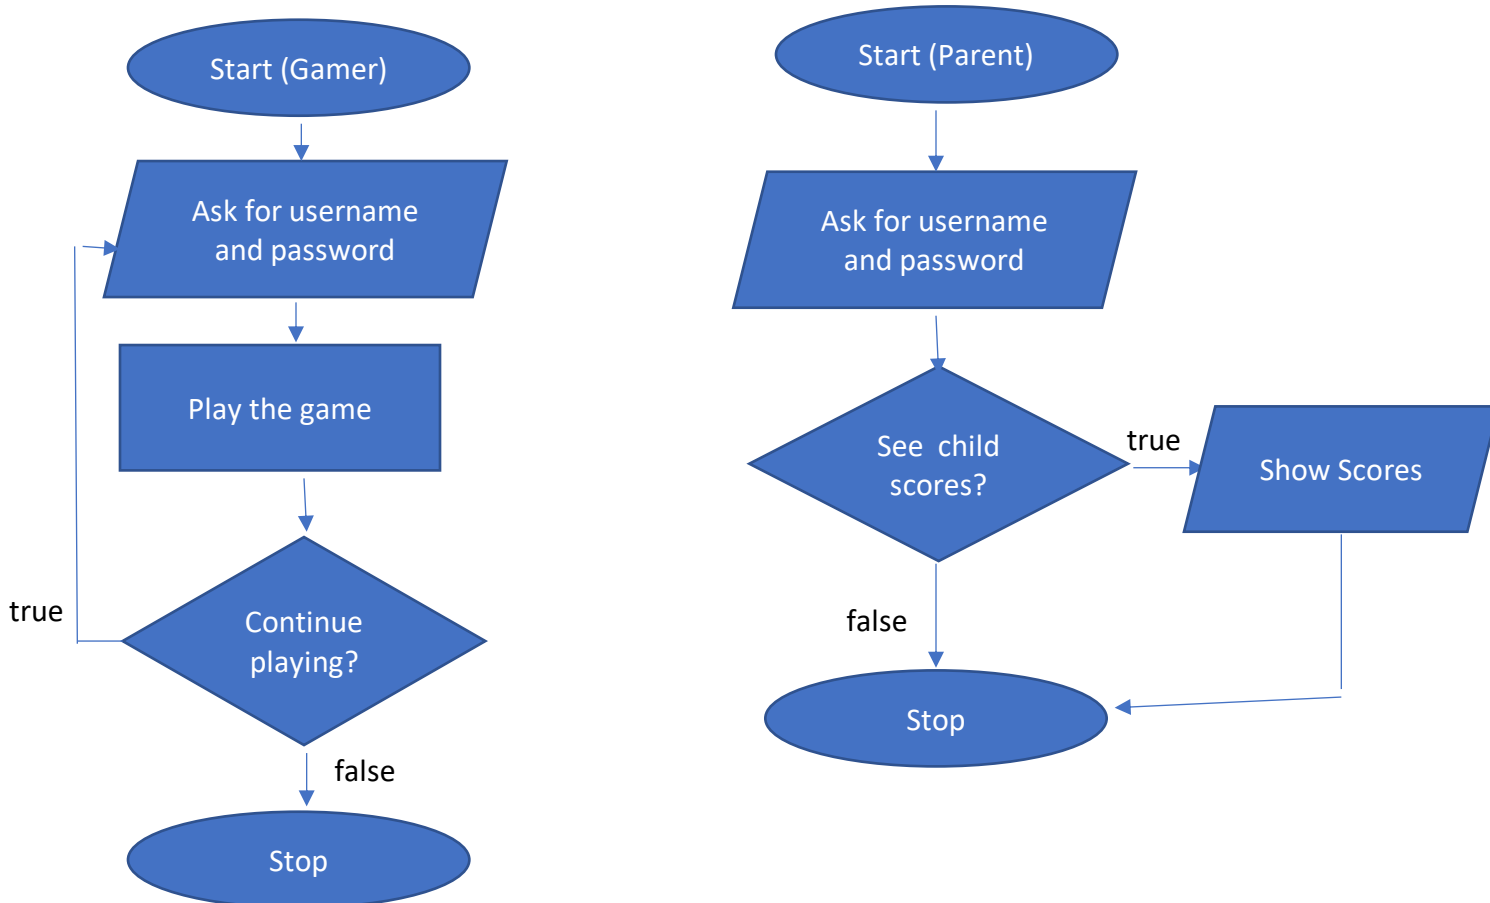 Start (Gamer)
Ask for username
and password
Play the game
true
Continue
playing?
false
Stop
Start (Parent)
Ask for username
and password
See  child
scores?
true
Show Scores
false
Stop